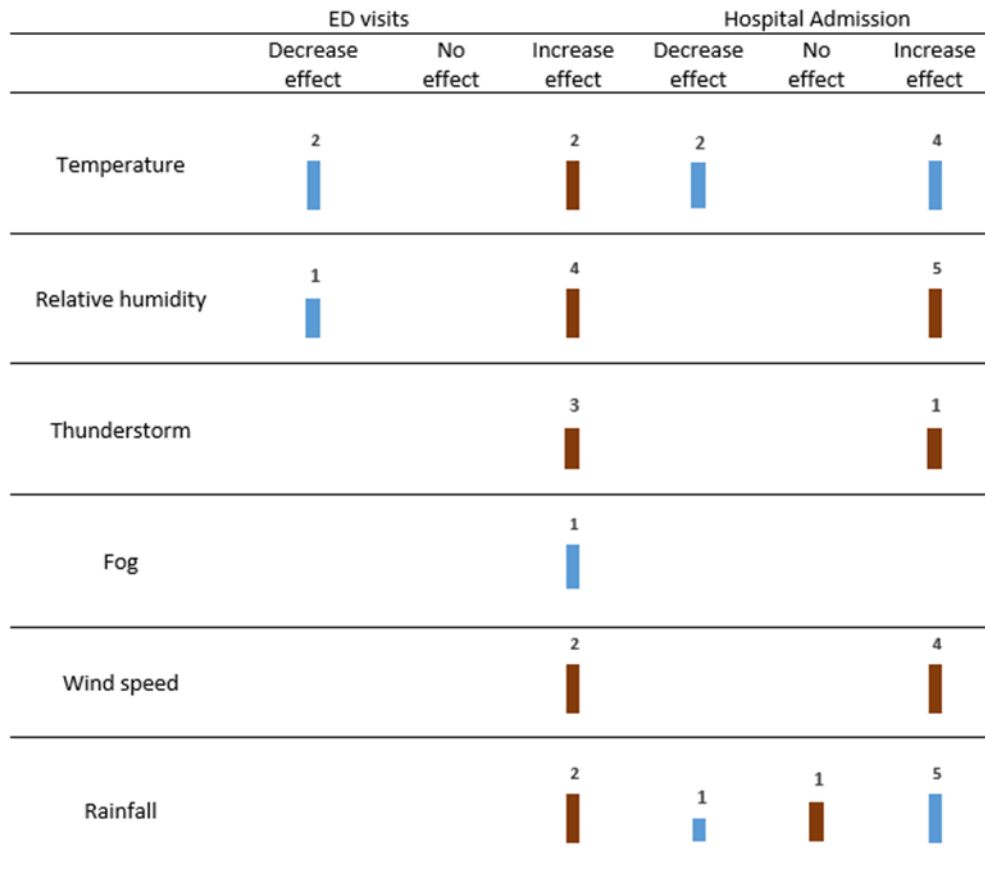 ED visits Hospital Admission
Decrease effect No effect Increase effect Decrease effect No effect Increase effect
Temperature 2 2 2 4
Relative humidity 1 4 5
Thunderstorm 3 1
Fog 1
Wind speed 2 4
Rainfall 2 1 1 5